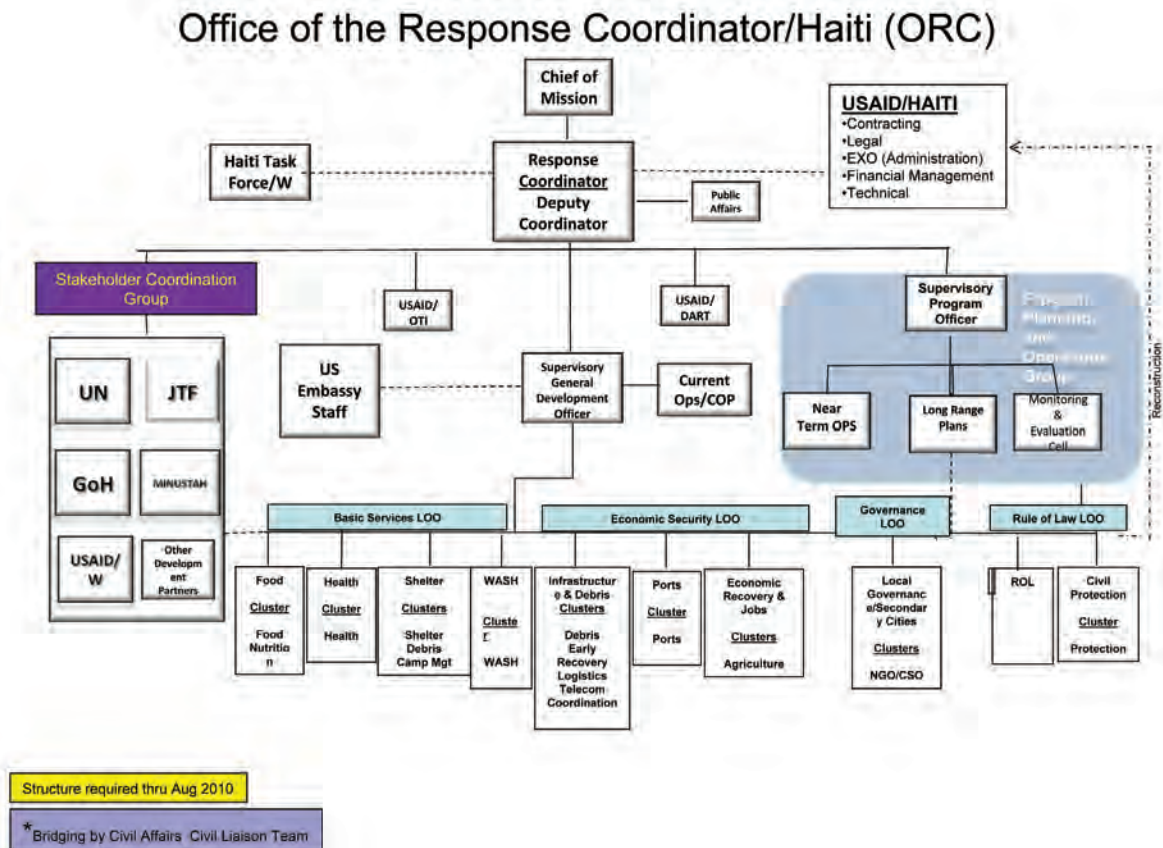 Office of the Response Coordinator/Haiti (ORC)
Chief of
Mission
USAID/HAITI
•Contracting
•Legal
•EXO (Administration)
•Financial Management
•Technical
Haiti Task
Force/W
Response
Coordinator
Deputy
Coordinator
Public
Affairs
Stakeholder Coordination
Group
USAID/
OTI
USAID/
DART
Supervisory
Program
Officer
Program,
Planning,
and
Operations
Group
Reconstruction
UN
JTF
GoH
MINUSTAH
USAID/
W
Other
Developm
ent
Partners
US
Embassy
Staff
Supervisory
General
Development
Officer
Current
Ops/COP
Near
Term OPS
Long Range
Plans
Monitoring
&
Evaluation
Cell
Basic Services LOO
Economic Security LOO
Governance
LOO
Rule of Law LOO
Food
Cluster
Food
Nutritio
n
Health
Cluster
Health
Shelter
Clusters
Shelter
Debris
Camp Mgt
WASH
Cluste
r
WASH
Infrastructur
e & Debris
Clusters
Debris
Early
Recovery
Logistics
Telecom
Coordination
Ports
Cluster
Ports
Economic
Recovery &
Jobs
Clusters
Agriculture
Local
Governanc
e/Secondar
y Cities
Clusters
NGO/CSO
ROL
Civil
Protection
Cluster
Protection
Structure required thru Aug 2010
*Bridging by Civil Affairs Civil Liaison Team